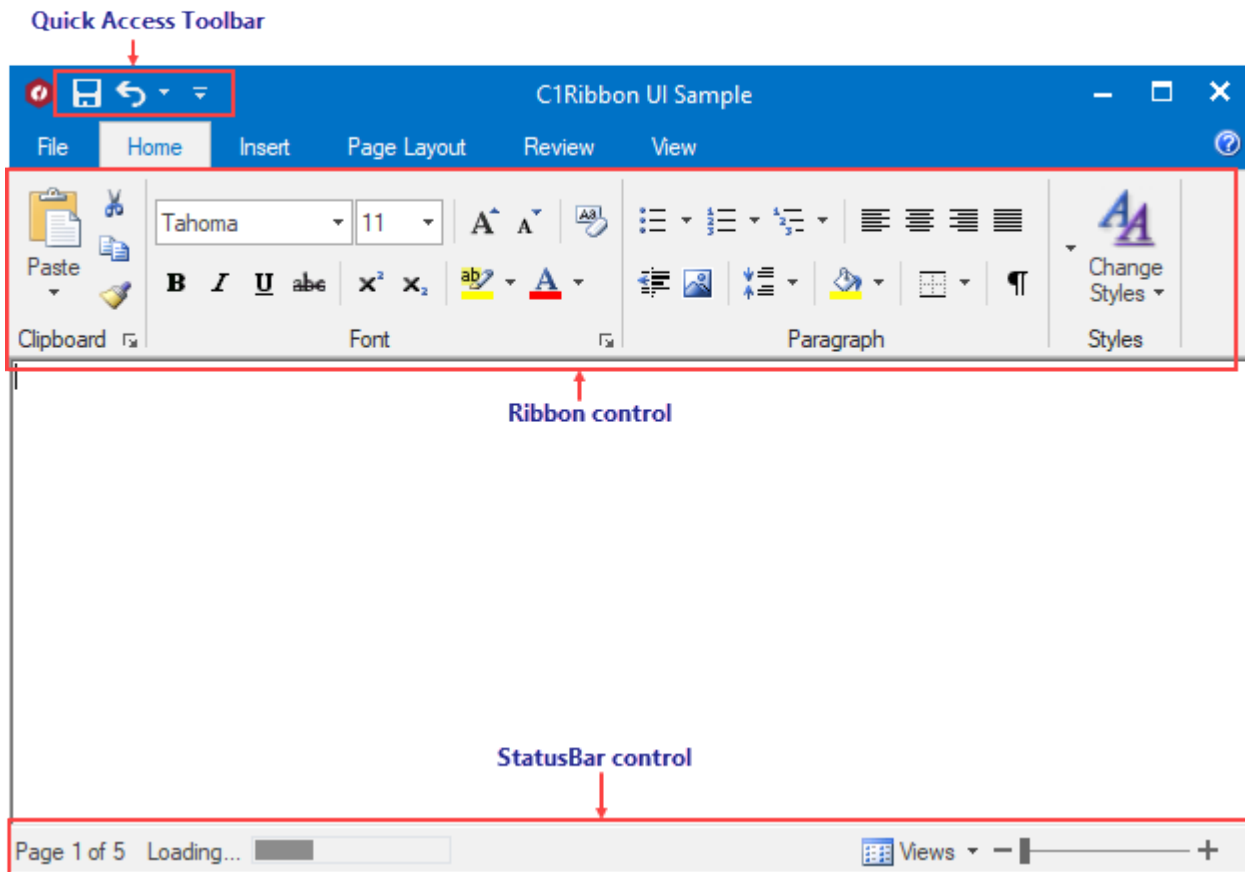 Quick Access Toolbar
C1Ribbon UI Sample
File Home Insert Page Layout Review View
Tahoma 11
Paste
Change
Styles
Clipboard Font Paragraph Styles
Ribbon control
StatusBar control
Page 1 of 5 Loading... Views